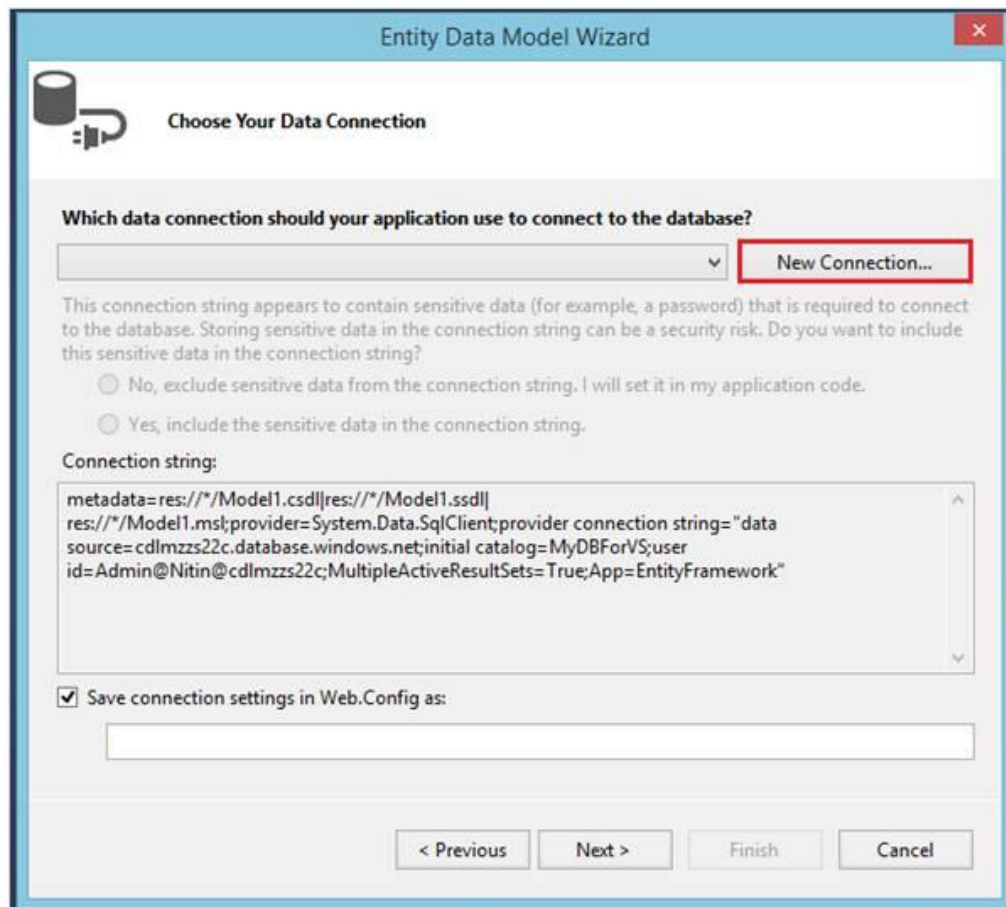 Entity Data Model Wizard
Choose Your Data Connection
Which data connection should your application use to connect to the database?
New Connection...
This connection string appears to contain sensitive data (for example, a password) that is required to connect
to the database. Storing sensitive data in the connection string can be a security risk. Do you want to include
this sensitive data in the connection string?
No, exclude sensitive data from the connection string. I will set it in my application code.
Yes, include the sensitive data in the connection string.
Connection string:
metadata=res://*/Model1.csdl|res://*/Model1.ssdl|
res://*/Model1.msl;provider=System.Data.SqlClient;provider connection string="data
source=cdlmzzs22c.database.windows.net;initial catalog=MyDBForVS;user
id=Admin@Nitin@cdlmzzs22c;MultipleActiveResultSets=True;App=EntityFramework"
Save connection settings in Web.Config as:
< Previous
Next >
Finish
Cancel